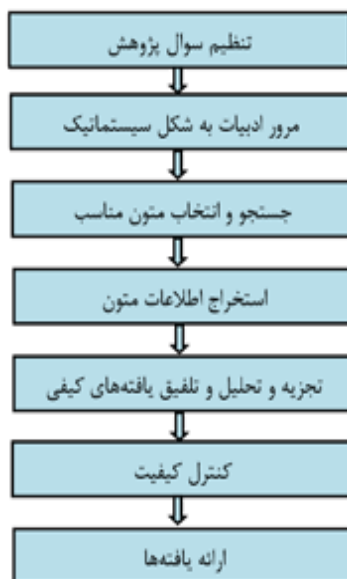 تنظیم سوال پژوهش
مرور ادبیات به شکل سیستماتیک
جستجو و انتخاب متون مناسب
استخراج اطلاعات متون
تجزیه و تحلیل و تلفیق یافته‌های کیفی
کنترل کیفیت
ارائه یافته‌ها